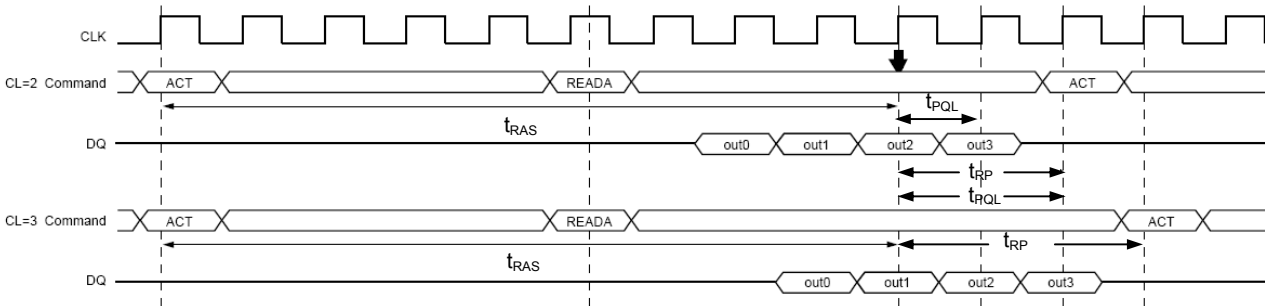 CLK
CL=2 Command ACT READA ACT
tPQL
tRAS
DQ out0 out1 out2 out3
tRP
tPQL
CL=3 Command ACT READA ACT
tRP
tRAS
DQ out0 out1 out2 out3